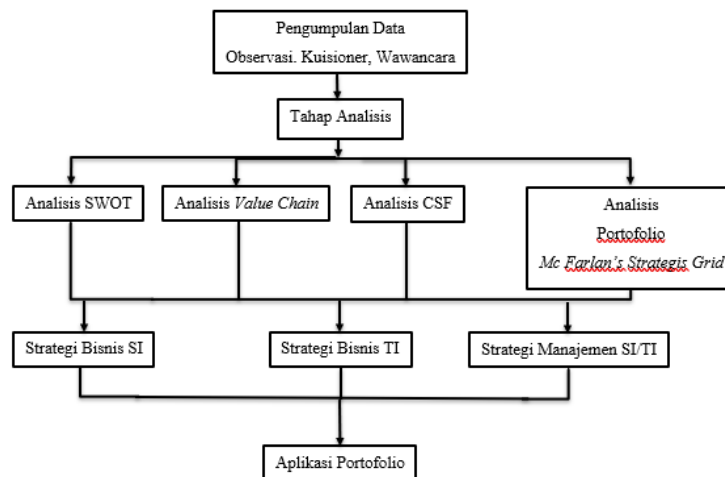 Pengumpulan Data
Observasi. Kuisioner, Wawancara
Tahap Analisis
Analisis SWOT
Analisis Value Chain
Analisis CSF
Analisis
Portofolio
Mc Farlan's Strategis Grid
Strategi Bisnis SI
Strategi Bisnis TI
Strategi Manajemen SI/TI
Aplikasi Portofolio